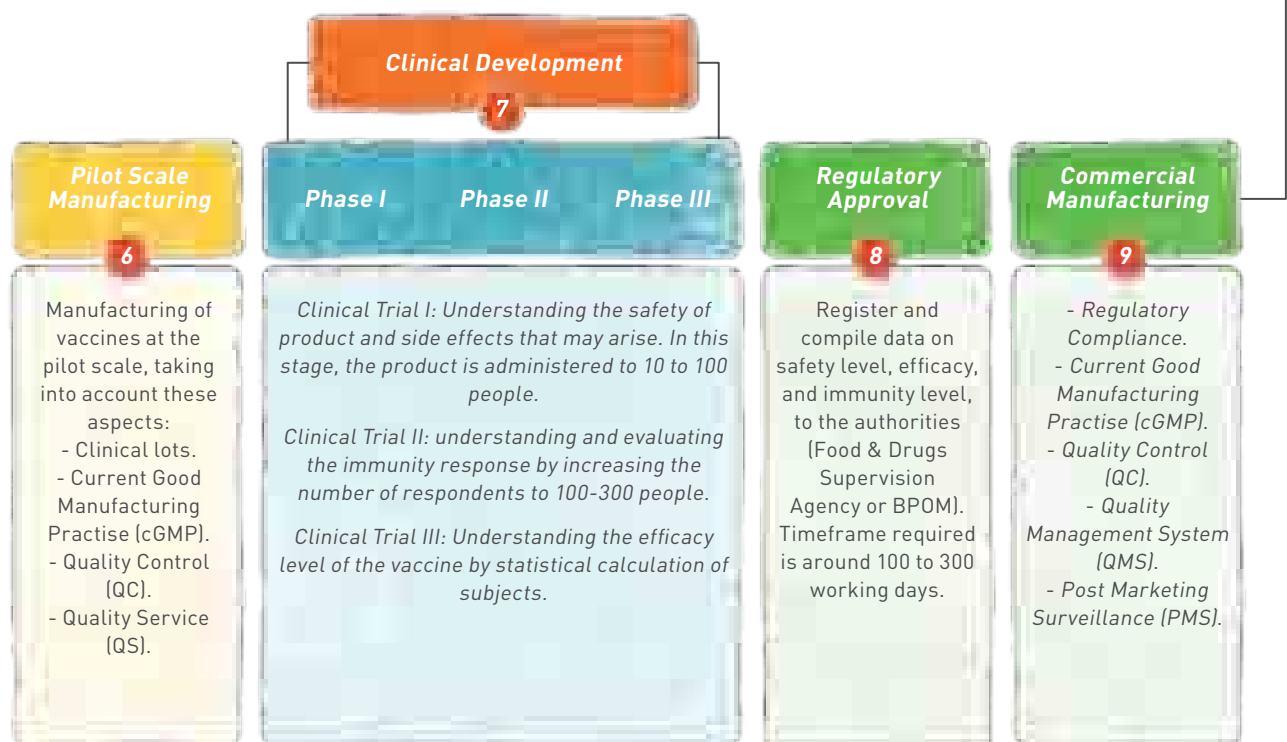 Clinical Development
7
Pilot Scale
Manufacturing
6
Manufacturing of
vaccines at the
pilot scale, taking
into account these
aspects:
- Clinical lots.
- Current Good
Manufacturing
Practise (cGMP).
- Quality Control
(QC).
- Quality Service
(QS).
Phase I
Phase II
Phase III
Clinical Trial I: Understanding the safety of
product and side effects that may arise. In this
stage, the product is administered to 10 to 100
people.
Clinical Trial II: understanding and evaluating
the immunity response by increasing the
number of respondents to 100-300 people.
Clinical Trial III: Understanding the efficacy
level of the vaccine by statistical calculation of
subjects.
Regulatory
Approval
8
Register and
compile data on
safety level, efficacy,
and immunity level,
to the authorities
(Food & Drugs
Supervision
Agency or BPOM).
Timeframe required
is around 100 to 300
working days.
Commercial
Manufacturing
9
- Regulatory
Compliance.
- Current Good
Manufacturing
Practise (cGMP).
- Quality Control
(QC).
- Quality
Management System
(QMS).
- Post Marketing
Surveillance (PMS).